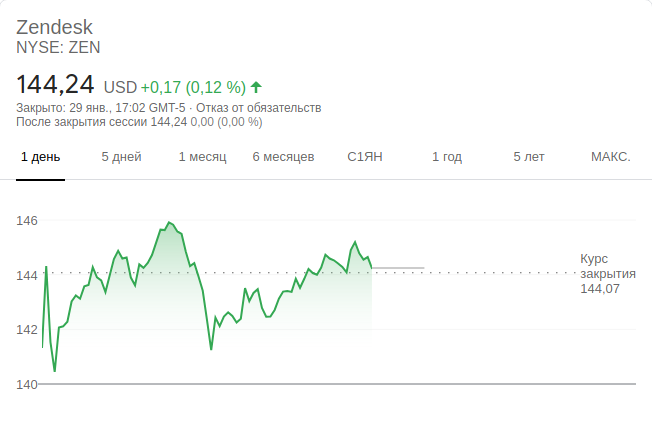 Zendesk
NYSE: ZEN
144,24 USD +0,17 (0,12 %)
Закрыто: 29 янв., 17:02 GMT-5 · Отказ от обязательств
После закрытия сессии 144,24 0,00 (0,00 %)
1 день 5 дней 1 месяц 6 месяцев С1ЯН 1 год 5 лет МАКС.
146
144
142
140
Курс
закрытия
144,07